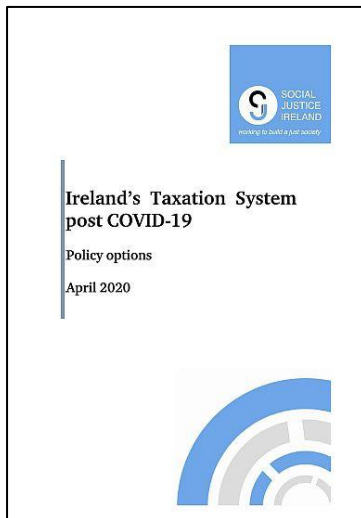 SOCIAL
JUSTICE
IRELAND
working to build a just society
Ireland's Taxation System
post COVID-19
Policy options
April 2020